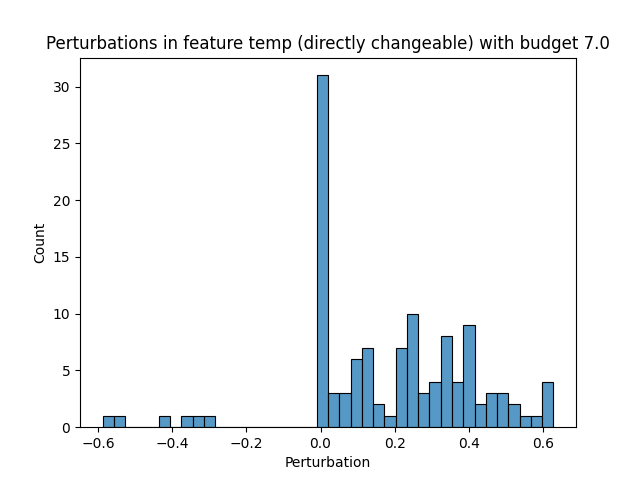 Perturbations in feature temp (directly changeable) with budget 7.0
30
25
20
15
10
5
0
Count
−0.6 −0.4 −0.2 0.0 0.2 0.4 0.6
Perturbation